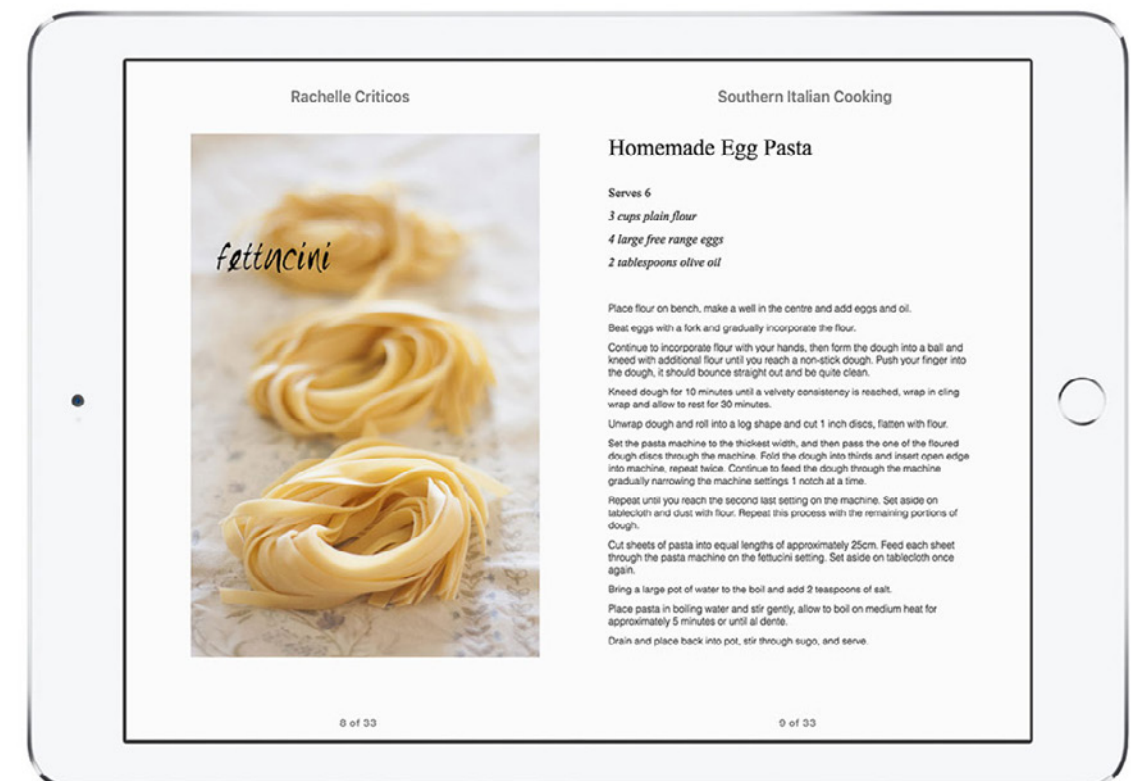 Rachelle Criticos
Southern Italian Cooking
fettucini
Homemade Egg Pasta
Serves 6
3 cups plain flour
4 large free range eggs
2 tablespoons olive oil
Place flour on bench, make a well in the centre and add eggs and oil.
Beat eggs with a fork and gradually incorporate the flour.
Continue to incorporate flour with your hands, then form the dough into a ball and
kneed with additional flour until you reach a non-stick dough. Push your finger into
the dough, it should bounce straight out and be quite clean.
Kneed dough for 10 minutes until a velvety consistency is reached, wrap in cling
wrap and allow to rest for 30 minutes.
Unwrap dough and roll into a log shape and cut 1 inch discs, flatten with flour.
Set the pasta machine to the thickest width, and then pass the one of the floured
dough discs through the machine. Fold the dough into thirds and insert open edge
into machine, repeat twice. Continue to feed the dough through the machine
gradually narrowing the machine settings 1 notch at a time.
Repeat until you reach the second last setting on the machine. Set aside on
tablecloth and dust with flour. Repeat this process with the remaining portions of
dough.
Cut sheets of pasta into equal lengths of approximately 25cm. Feed each sheet
through the pasta machine on the fettucini setting. Set aside on tablecloth once
again.
Bring a large pot of water to the boil and add 2 teaspoons of salt.
Place pasta in boiling water and stir gently, allow to boil on medium heat for
approximately 5 minutes or until al dente.
Drain and place back into pot, stir through sugo, and serve.
8 of 33
9 of 33